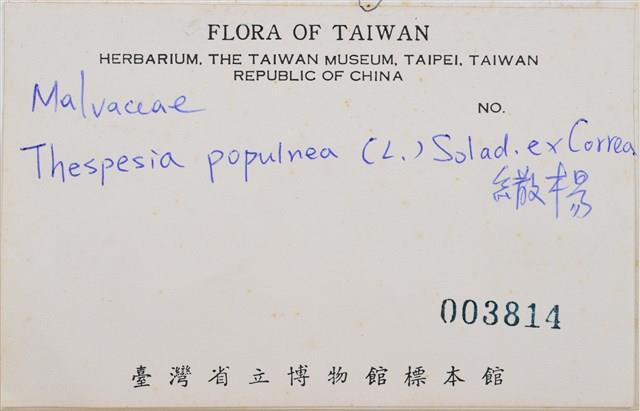 FLORA OF TAIWAN
HERBARIUM, THE TAIWAN MUSEUM, TAIPEI, TAIWAN
REPUBLIC OF CHINA
Malvaceae
NO.
Thespesia populnea (L.) Solad. ex Correa
繖楊
003814
臺灣省立博物館標本館